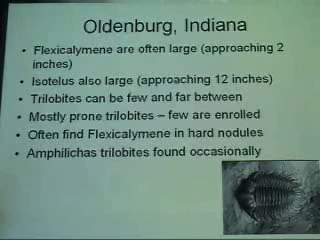 Oldenburg, Indiana
• Flexicalymene are often large (approaching 2
inches)
• Isotelus also large (approaching 12 inches)
• Trilobites can be few and far between
• Mostly prone trilobites – few are enrolled
• Often find Flexicalymene in hard nodules
• Amphilichas trilobites found occasionally